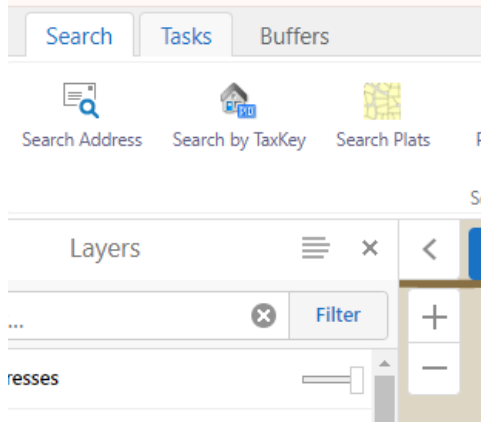 Search Tasks Buffers
Search Address Search by TaxKey Search Plats
Layers
... Filter
resses